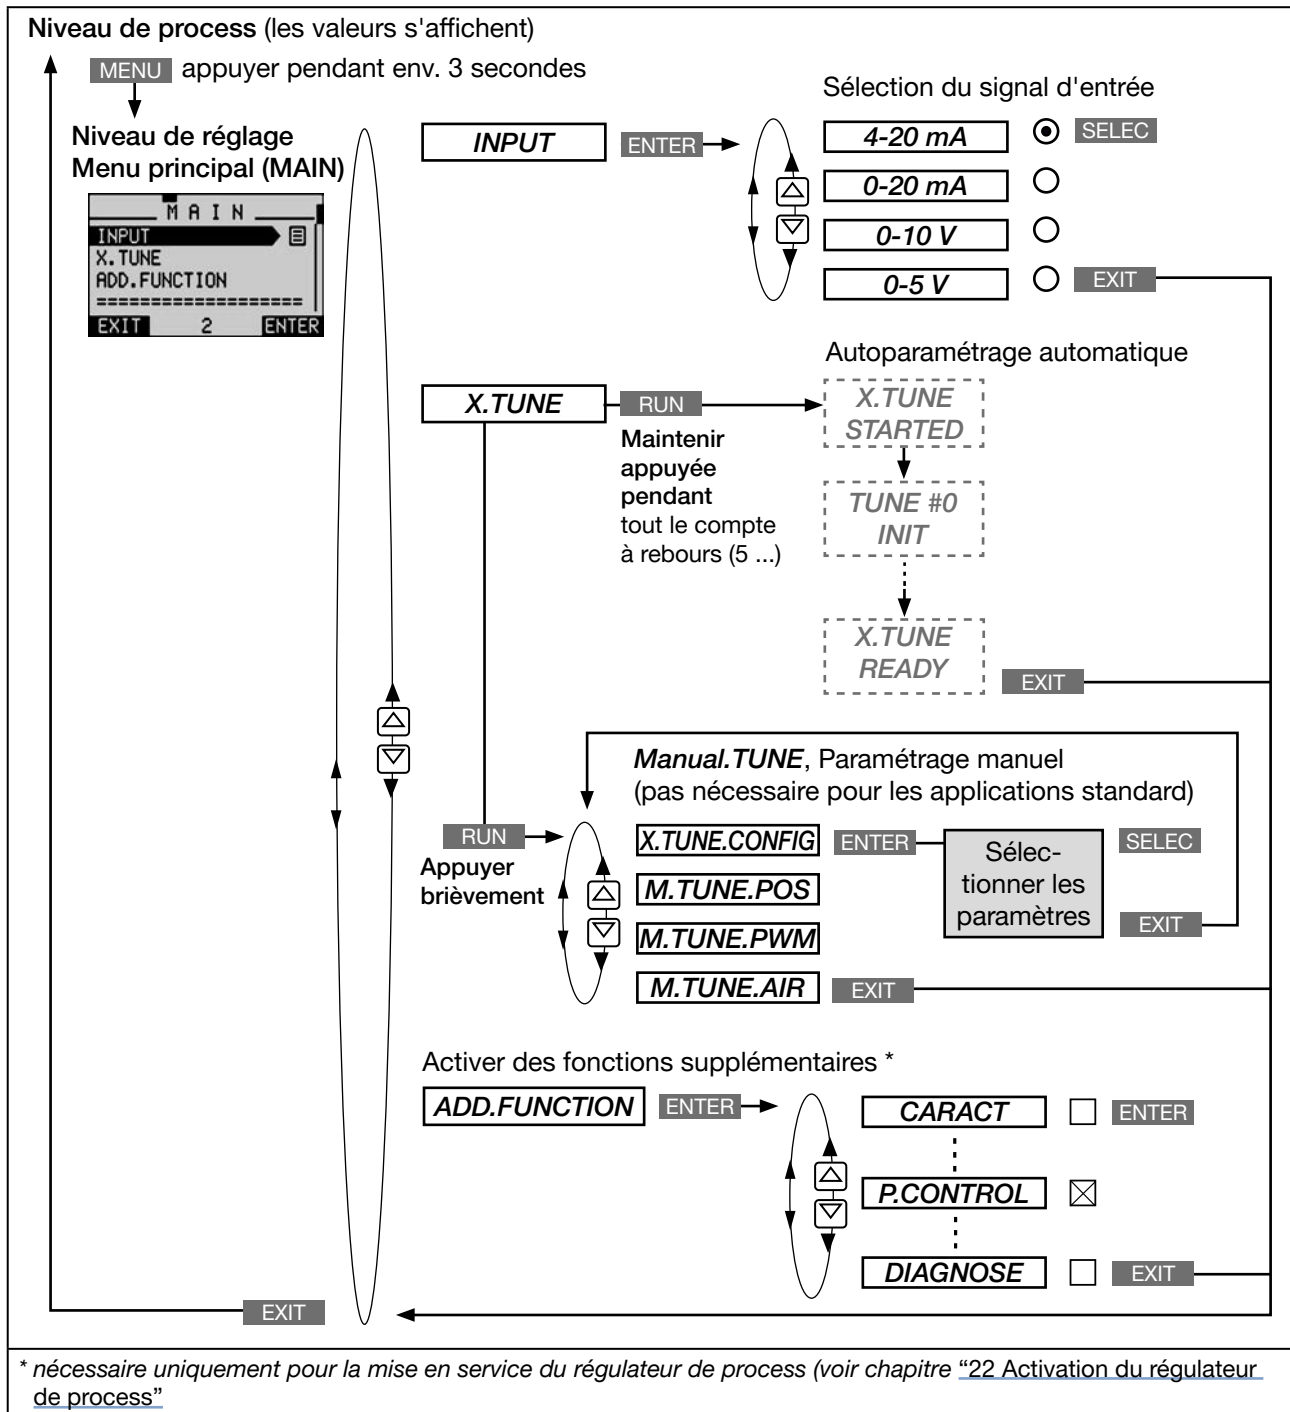 Niveau de process (les valeurs s'affichent)
MENU appuyer pendant env. 3 secondes
Niveau de réglage
Menu principal (MAIN)
MAIN
INPUT
X.TUNE
ADD.FUNCTION
====================
EXIT 2 ENTER
Sélection du signal d'entrée
INPUT ENTER
4-20 mA SELEC
0-20 mA
0-10 V
0-5 V EXIT
Autoparamétrage automatique
X.TUNE RUN
Maintenir
appuyée
pendant
tout le compte
à rebours (5 ...)
X.TUNE
STARTED
TUNE #0
INIT
X.TUNE
READY
EXIT
Manual.TUNE, Paramétrage manuel
(pas nécessaire pour les applications standard)
RUN
Appuyer
brièvement
X.TUNE.CONFIG ENTER
M.TUNE.POS
M.TUNE.PWM
M.TUNE.AIR EXIT
Sélec-
tionner les
paramètres
SELEC
EXIT
Activer des fonctions supplémentaires *
ADD.FUNCTION ENTER
CARACT ENTER
P.CONTROL
DIAGNOSE EXIT
EXIT
* nécessaire uniquement pour la mise en service du régulateur de process (voir chapitre "22 Activation du régulateur
de process"